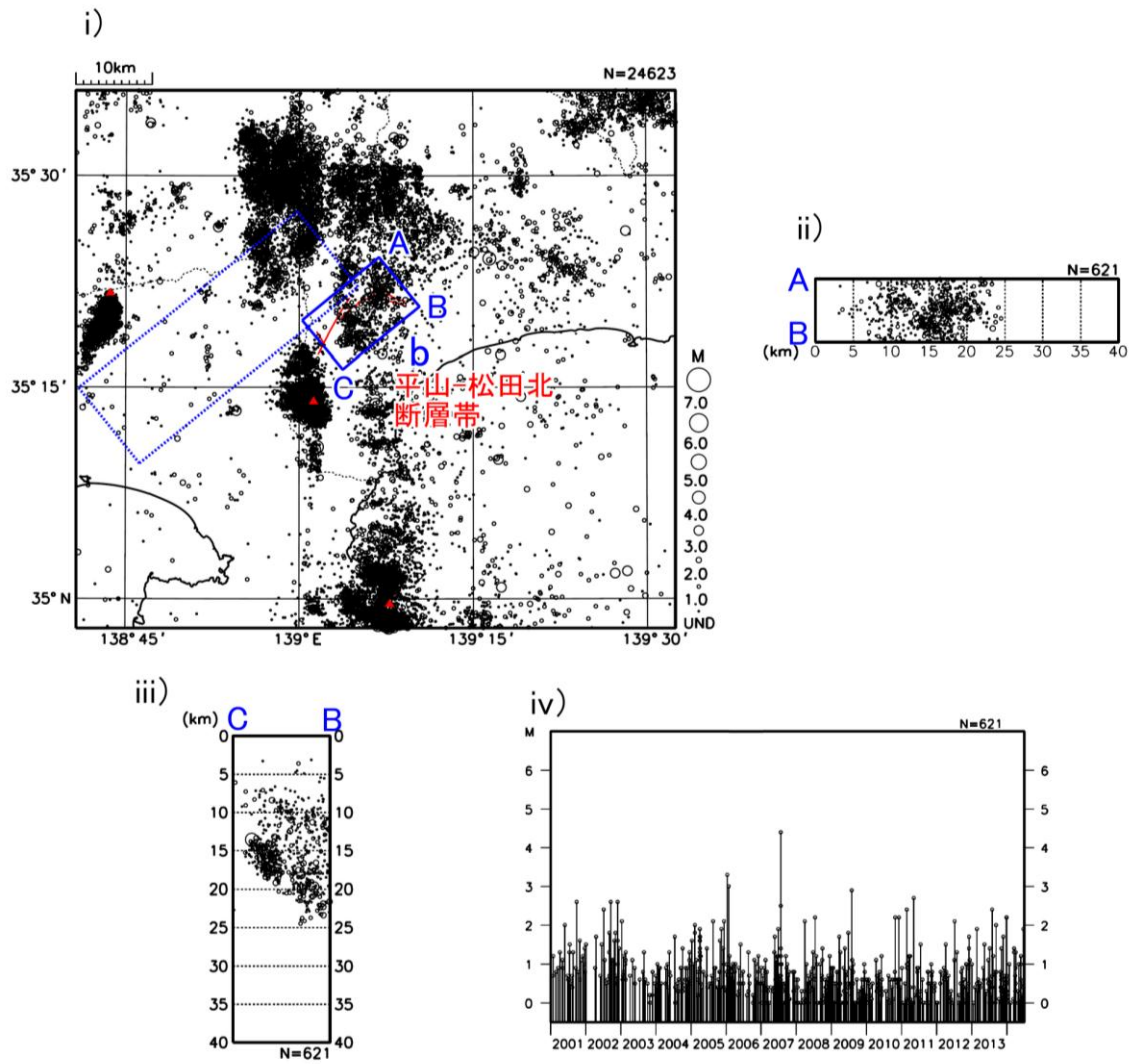 i)
10km
N=24623
35° 30′
35° 15′
35° N
138° 45′
139° E
139° 15′
139° 30′
A
B
C
b
平山-松田北
断層帯
M
7.0
6.0
5.0
4.0
3.0
2.0
1.0
UND
ii)
N=621
A
B
(km)
0 5 10 15 20 25 30 35 40
iii)
(km) C B
0 0
5 5
10 10
15 15
20 20
25 25
30 30
35 35
40 40
N=621
iv)
M
N=621
6 6
5 5
4 4
3 3
2 2
1 1
0 0
2001 2002 2003 2004 2005 2006 2007 2008 2009 2010 2011 2012 2013